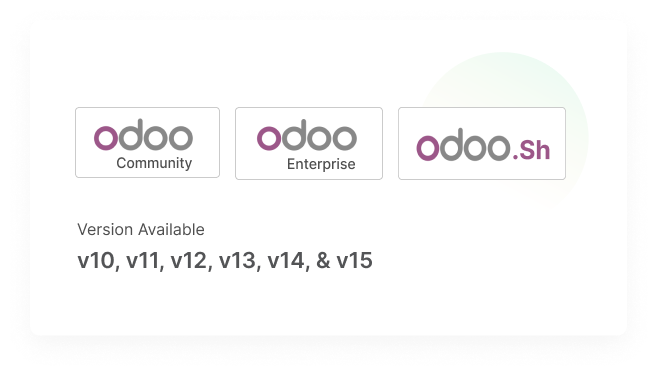 odoo
Community
odoo
Enterprise
odoo.Sh
Version Available
v10, v11, v12, v13, v14, & v15